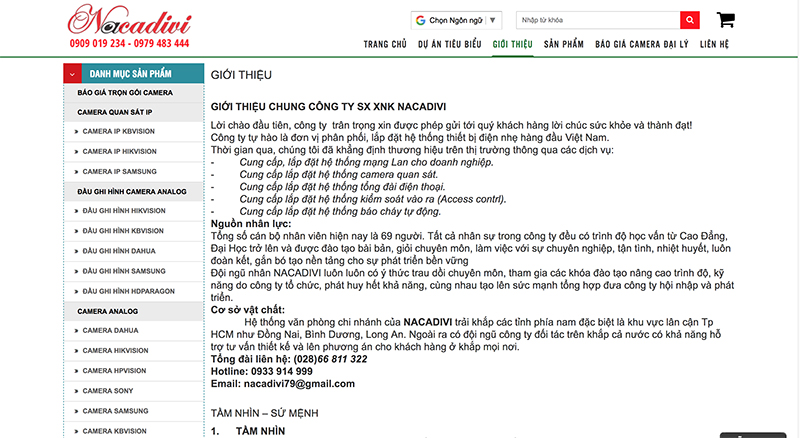 Nacadivi
0909 019 234 - 0979 483 444
G Chọn Ngôn ngữ ▼
Nhập từ khóa
TRANG CHỦ DỰ ÁN TIÊU BIỂU GIỚI THIỆU SẢN PHẨM BÁO GIÁ CAMERA ĐẠI LÝ LIÊN HỆ
DANH MỤC SẢN PHẨM
BÁO GIÁ TRỌN GÓI CAMERA
CAMERA QUAN SÁT IP
» CAMERA IP KBVISION
» CAMERA IP HIKVISION
» CAMERA IP SAMSUNG
ĐẦU GHI HÌNH CAMERA ANALOG
» ĐẦU GHI HÌNH HIKVISION
» ĐẦU GHI HÌNH KBVISION
» ĐẦU GHI HÌNH DAHUA
» ĐẦU GHI HÌNH SAMSUNG
» ĐẦU GHI HÌNH HDPARAGON
CAMERA ANALOG
» CAMERA DAHUA
» CAMERA HIKVISION
» CAMERA HPVISION
» CAMERA SONY
» CAMERA SAMSUNG
» CAMERA KBVISION
GIỚI THIỆU
GIỚI THIỆU CHUNG CÔNG TY SX XNK NACADIVI
Lời chào đầu tiên, công ty trân trọng xin được phép gửi tới quý khách hàng lời chúc sức khỏe và thành đạt!
Công ty tự hào là đơn vị phân phối, lắp đặt hệ thống thiết bị điện nhẹ hàng đầu Việt Nam.
Thời gian qua, chúng tôi đã khẳng định thương hiệu trên thị trường thông qua các dịch vụ:
- Cung cấp, lắp đặt hệ thống mạng Lan cho doanh nghiệp.
- Cung cấp, lắp đặt hệ thống camera quan sát.
- Cung cấp, lắp đặt hệ thống tổng đài điện thoại.
- Cung cấp, lắp đặt hệ thống kiểm soát vào ra (Access contrl).
- Cung cấp, lắp đặt hệ thống báo cháy tự động.
Nguồn nhân lực:
Tổng số cán bộ nhân viên hiện nay là 69 người. Tất cả nhân sự trong công ty đều có trình độ học vấn từ Cao Đẳng,
Đại Học trở lên và được đào tạo bài bản, giỏi chuyên môn, làm việc với sự chuyên nghiệp, tận tình, nhiệt huyết, luôn
đoàn kết, gắn bó tạo nền tảng cho sự phát triển bền vững
Đội ngũ nhân NACADIVI luôn luôn có ý thức trau dồi chuyên môn, tham gia các khóa đào tạo nâng cao trình độ, kỹ
năng do công ty tổ chức, phát huy hết khả năng, cùng nhau tạo lên sức mạnh tổng hợp đưa công ty hội nhập và phát
triển.
Cơ sở vật chất:
Hệ thống văn phòng chi nhánh của NACADIVI trải khắp các tỉnh phía nam đặc biệt là khu vực lân cận Tp
HCM như Đồng Nai, Bình Dương, Long An. Ngoài ra có đội ngũ công ty đối tác trên khắp cả nước có khả năng hỗ
trợ tư vấn thiết kế và lên phương án cho khách hàng ở khắp mọi nơi.
Tổng đài liên hệ: (028)66 811 322
Hotline: 0933 914 999
Email: nacadivi79@gmail.com
TẦM NHÌN – SỨ MỆNH
1. TẦM NHÌN